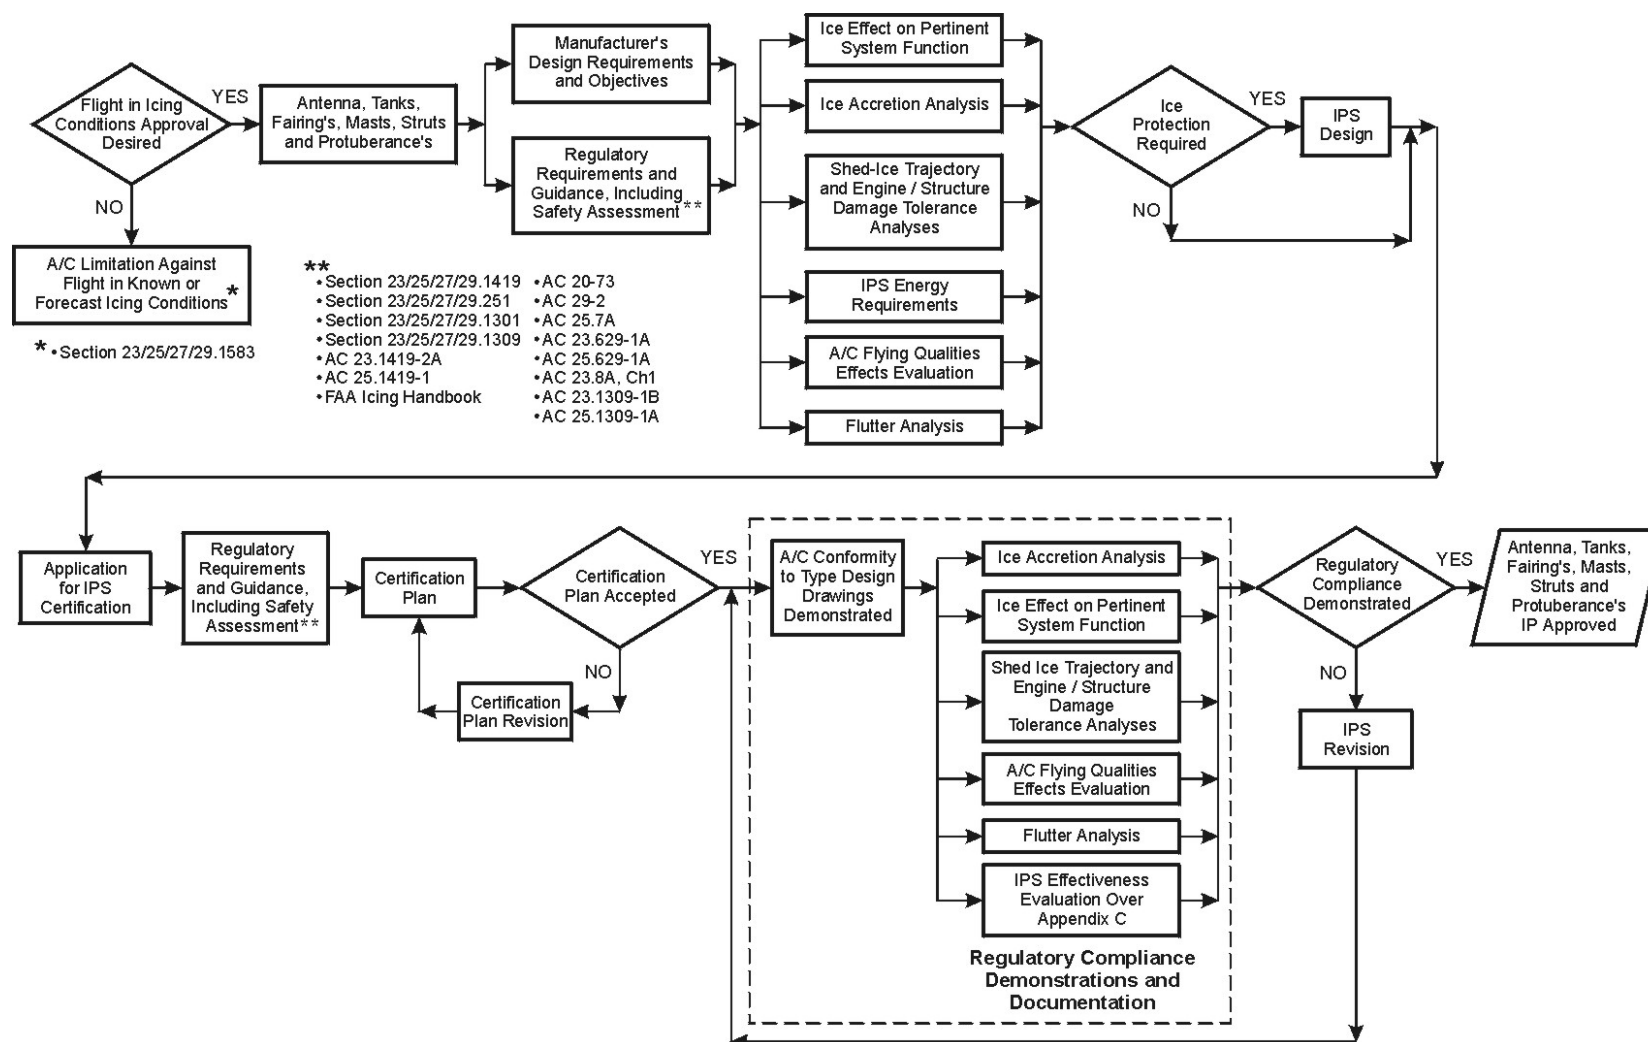 Flight in Icing
Conditions Approval
Desired
YES
NO
A/C Limitation Against
Flight in Known or
Forecast Icing Conditions*
* •Section 23/25/27/29.1583
Antenna, Tanks,
Fairing's, Masts, Struts
and Protuberance's
Manufacturer's
Design Requirements
and Objectives
Regulatory
Requirements and
Guidance, Including
Safety Assessment**
**
•Section 23/25/27/29.1419
•Section 23/25/27/29.251
•Section 23/25/27/29.1301
•Section 23/25/27/29.1309
•AC 23.1419-2A
•AC 25.1419-1
•FAA Icing Handbook
•AC 20-73
•AC 29-2
•AC 25.7A
•AC 23.629-1A
•AC 25.629-1A
•AC 23.8A, Ch1
•AC 23.1309-1B
•AC 25.1309-1A
Ice Effect on Pertinent
System Function
Ice Accretion Analysis
Shed-Ice Trajectory
and Engine / Structure
Damage Tolerance
Analyses
IPS Energy
Requirements
A/C Flying Qualities
Effects Evaluation
Flutter Analysis
Ice
Protection
Required
YES
NO
IPS
Design
Application
for IPS
Certification
Regulatory
Requirements
and Guidance,
Including Safety
Assessment**
Certification
Plan
Certification
Plan Accepted
YES
NO
Certification
Plan Revision
A/C Conformity
to Type Design
Drawings
Demonstrated
Ice Accretion Analysis
Ice Effect on Pertinent
System Function
Shed Ice Trajectory and
Engine / Structure
Damage
Tolerance Analyses
A/C Flying Qualities
Effects Evaluation
Flutter Analysis
IPS Effectiveness
Evaluation Over
Appendix C
Regulatory Compliance
Demonstrations and
Documentation
Regulatory
Compliance
Demonstrated
YES
NO
IPS
Revision
Antenna, Tanks,
Fairing's, Masts,
Struts and
Protuberance's
IP Approved